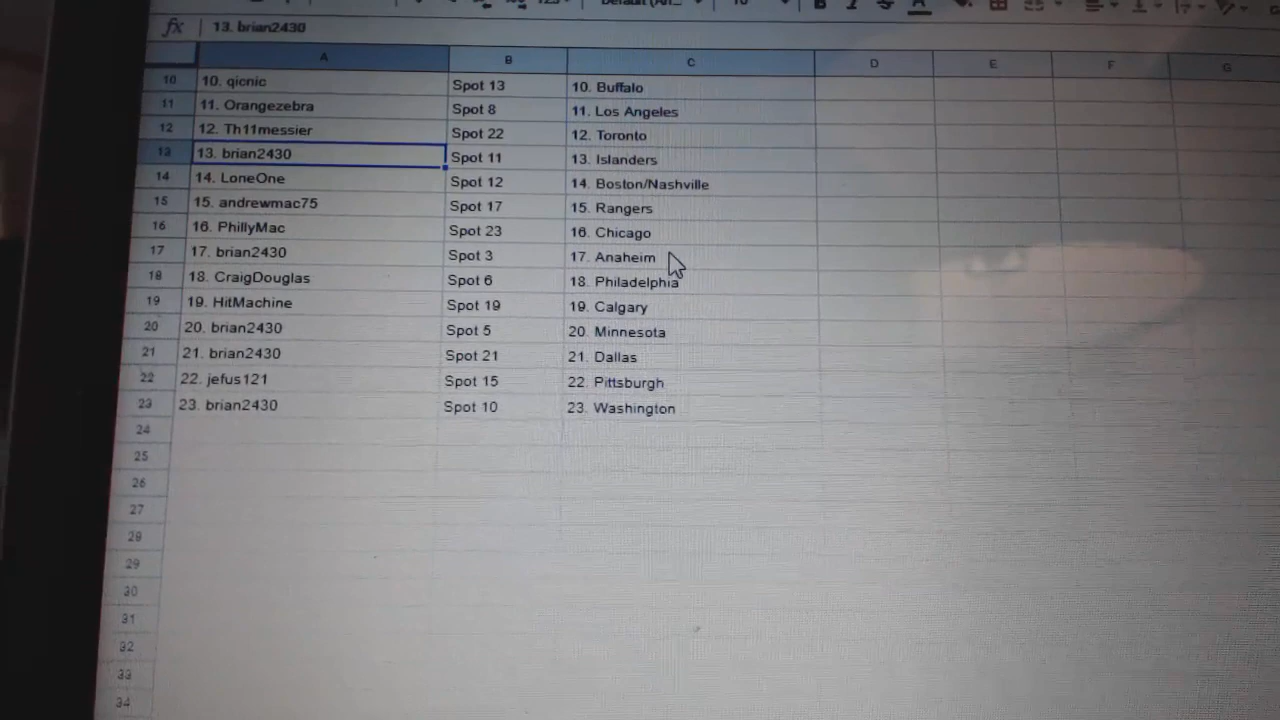 fx 13. brian2430
A B C D E F G
10 10. qicnic Spot 13 10. Buffalo
11 11. Orangezebra Spot 8 11. Los Angeles
12 12. Th11messier Spot 22 12. Toronto
13 13. brian2430 Spot 11 13. Islanders
14 14. LoneOne Spot 12 14. Boston/Nashville
15 15. andrewmac75 Spot 17 15. Rangers
16 16. PhillyMac Spot 23 16. Chicago
17 17. brian2430 Spot 3 17. Anaheim
18 18. CraigDouglas Spot 6 18. Philadelphia
19 19. HitMachine Spot 19 19. Calgary
20 20. brian2430 Spot 5 20. Minnesota
21 21. brian2430 Spot 21 21. Dallas
22 22. jefus121 Spot 15 22. Pittsburgh
23 23. brian2430 Spot 10 23. Washington
24
25
26
27
28
29
30
31
32
33
34